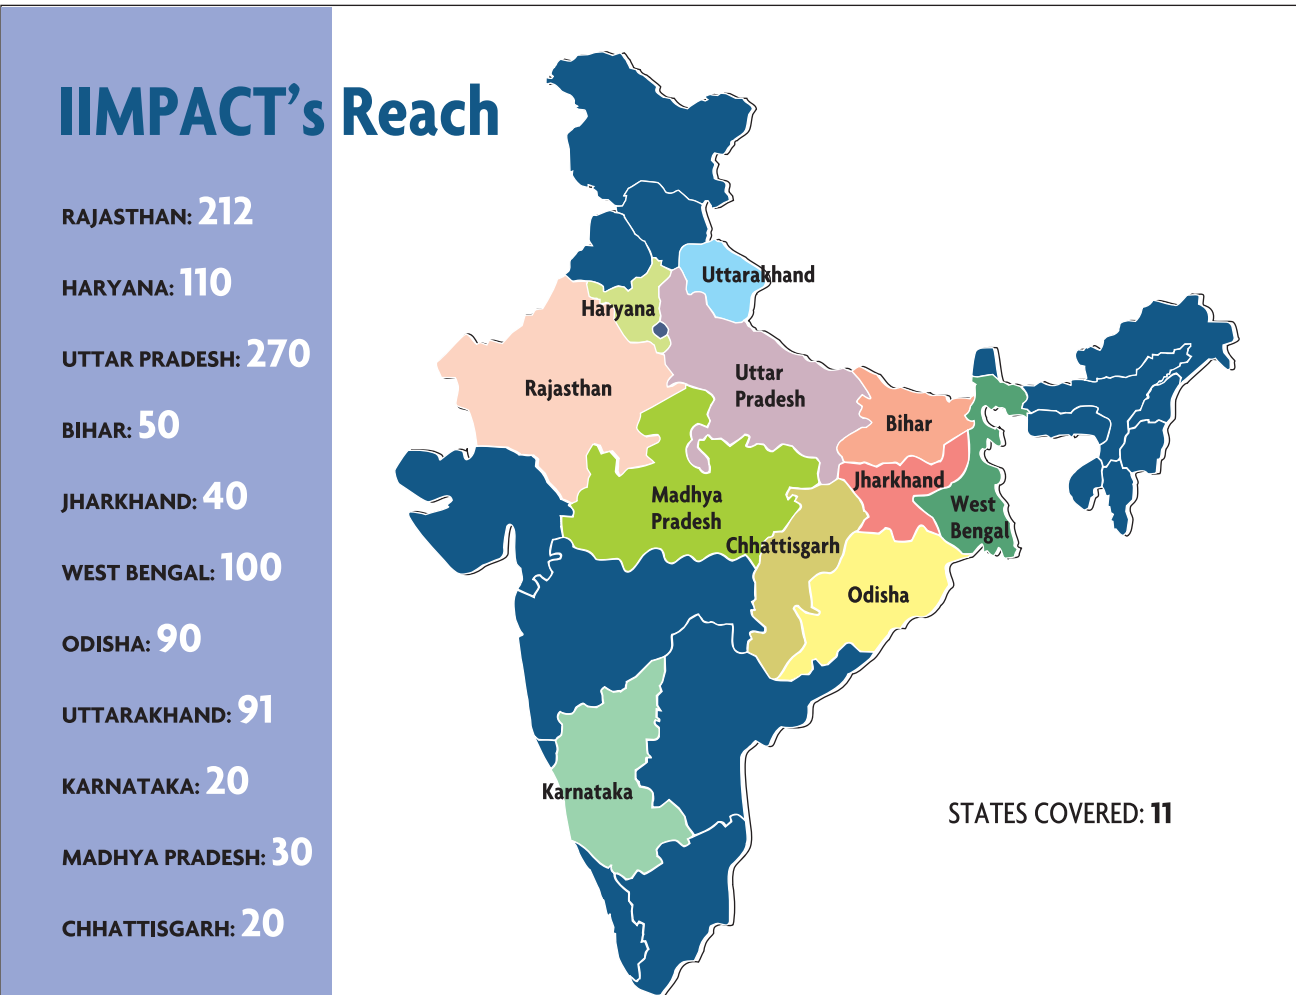 IIMPACT's Reach
RAJASTHAN: 212
HARYANA: 110
UTTAR PRADESH: 270
BIHAR: 50
JHARKHAND: 40
WEST BENGAL: 100
ODISHA: 90
UTTARAKHAND: 91
KARNATAKA: 20
MADHYA PRADESH: 30
CHHATTISGARH: 20
Uttarakhand
Haryana
Rajasthan
Uttar
Pradesh
Bihar
Jharkhand
Madhya
Pradesh
West
Bengal
Chhattisgarh
Odisha
Karnataka
STATES COVERED: 11